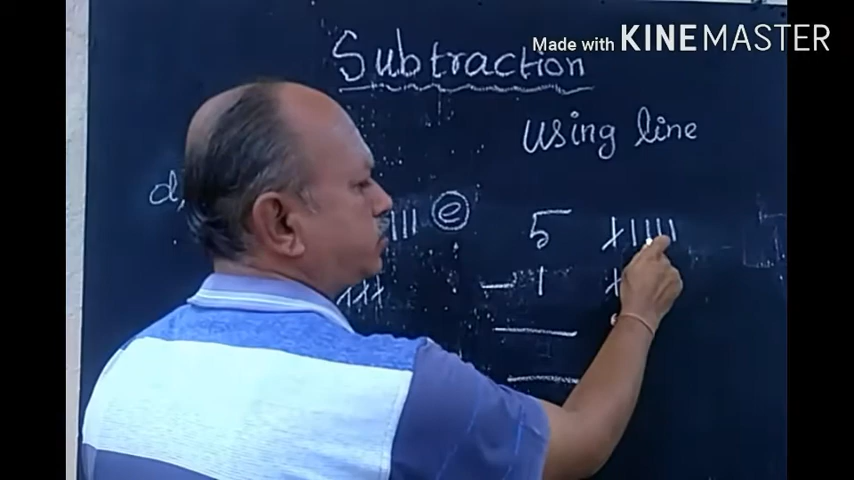 Made with KINEMASTER
Subtraction
using line
d,
e 5
- 1